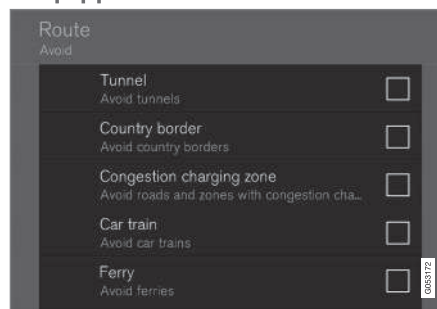 Route
Avoid
Tunnel
Avoid tunnels
Country border
Avoid country borders
Congestion charging zone
Avoid roads and zones with congestion cha...
Car train
Avoid car trains
Ferry
Avoid ferries
G053172